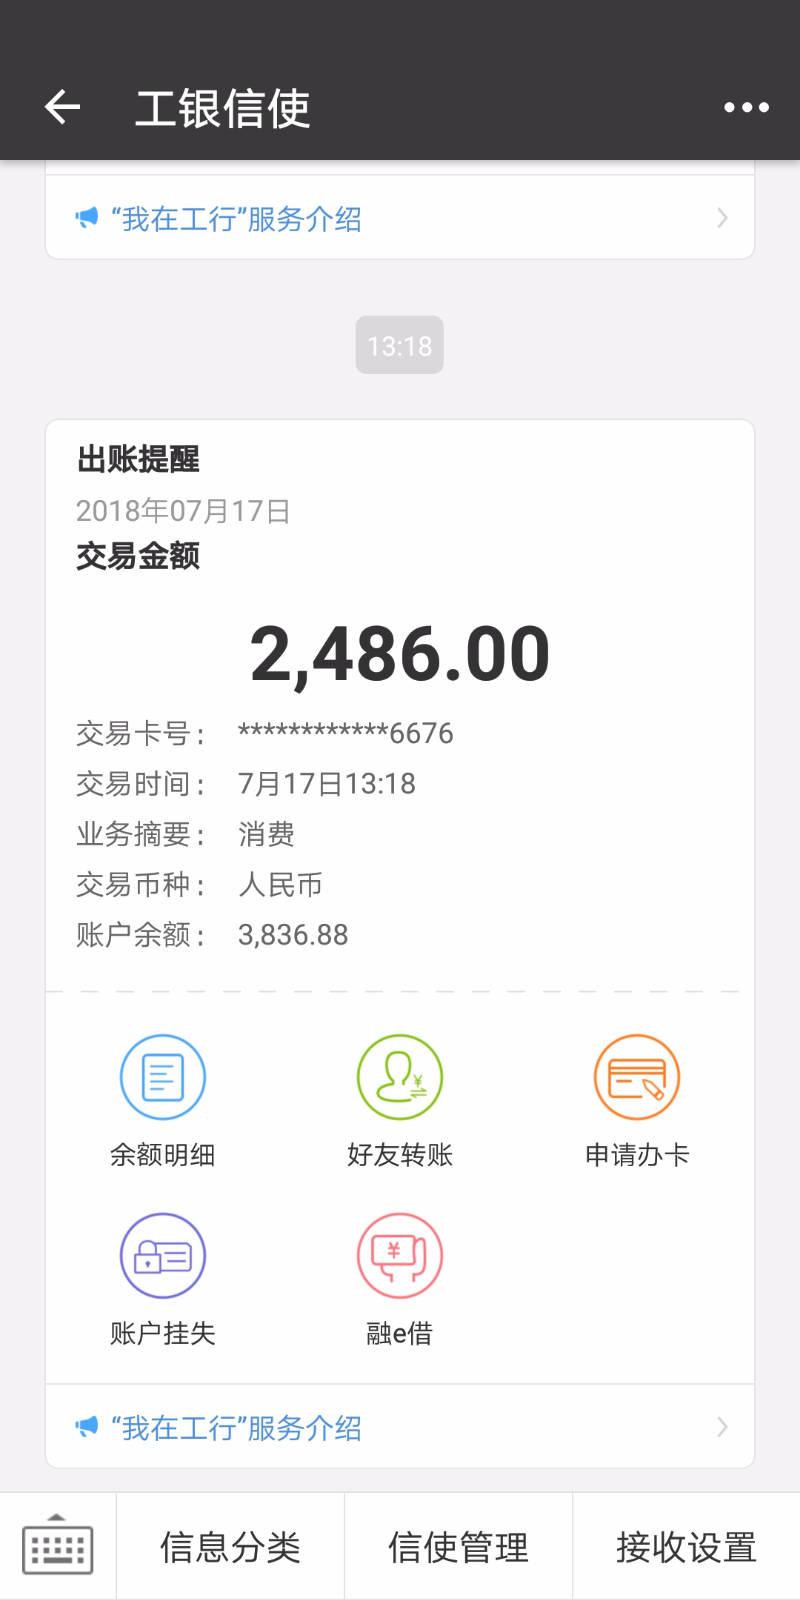 工银信使
“我在工行”服务介绍
13:18
出账提醒
2018年07月17日
交易金额
2,486.00
交易卡号： ************6676
交易时间： 7月17日13:18
业务摘要： 消费
交易币种： 人民币
账户余额： 3,836.88
余额明细 好友转账 申请办卡
账户挂失 融e借
“我在工行”服务介绍
信息分类 信使管理 接收设置